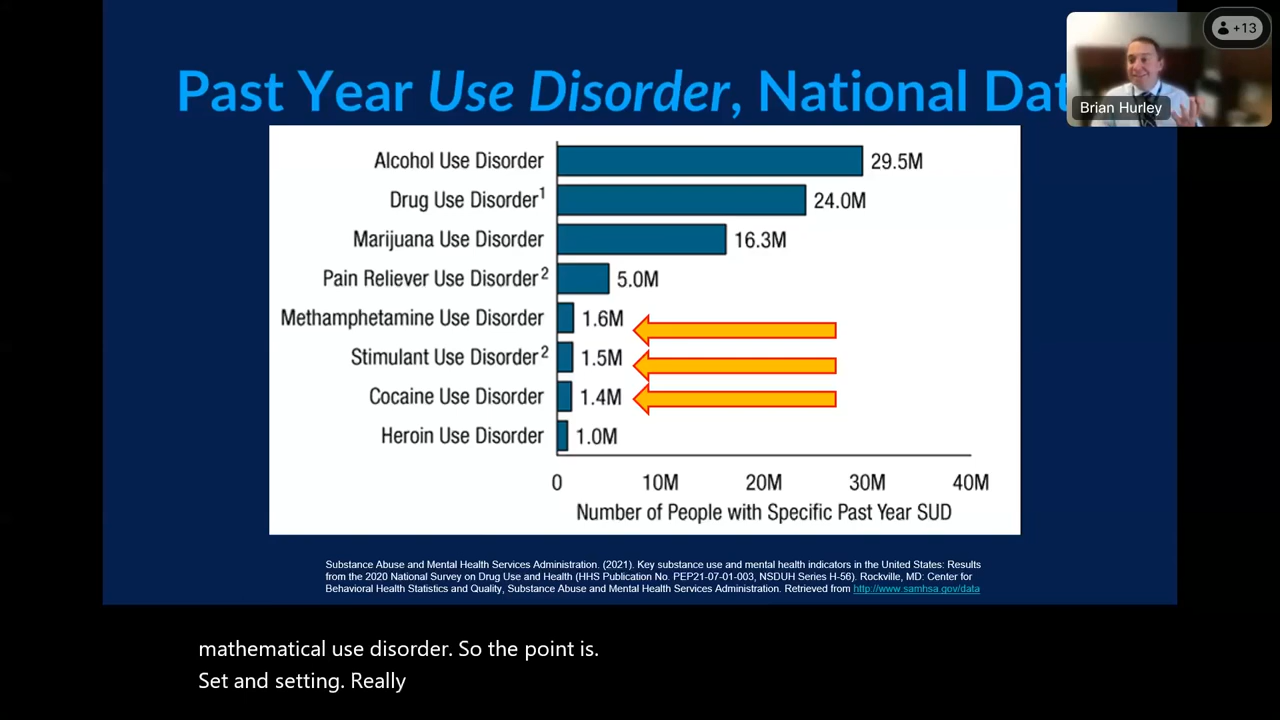 +13
Brian Hurley
Past Year Use Disorder, National Dat
Alcohol Use Disorder 29.5M
Drug Use Disorder1 24.0M
Marijuana Use Disorder 16.3M
Pain Reliever Use Disorder2 5.0M
Methamphetamine Use Disorder 1.6M
Stimulant Use Disorder2 1.5M
Cocaine Use Disorder 1.4M
Heroin Use Disorder 1.0M
0 10M 20M 30M 40M
Number of People with Specific Past Year SUD
Substance Abuse and Mental Health Services Administration. (2021). Key substance use and mental health indicators in the United States: Results
from the 2020 National Survey on Drug Use and Health (HHS Publication No. PEP21-07-01-003, NSDUH Series H-56). Rockville, MD: Center for
Behavioral Health Statistics and Quality, Substance Abuse and Mental Health Services Administration. Retrieved from http://www.samhsa.gov/data
mathematical use disorder. So the point is.
Set and setting. Really